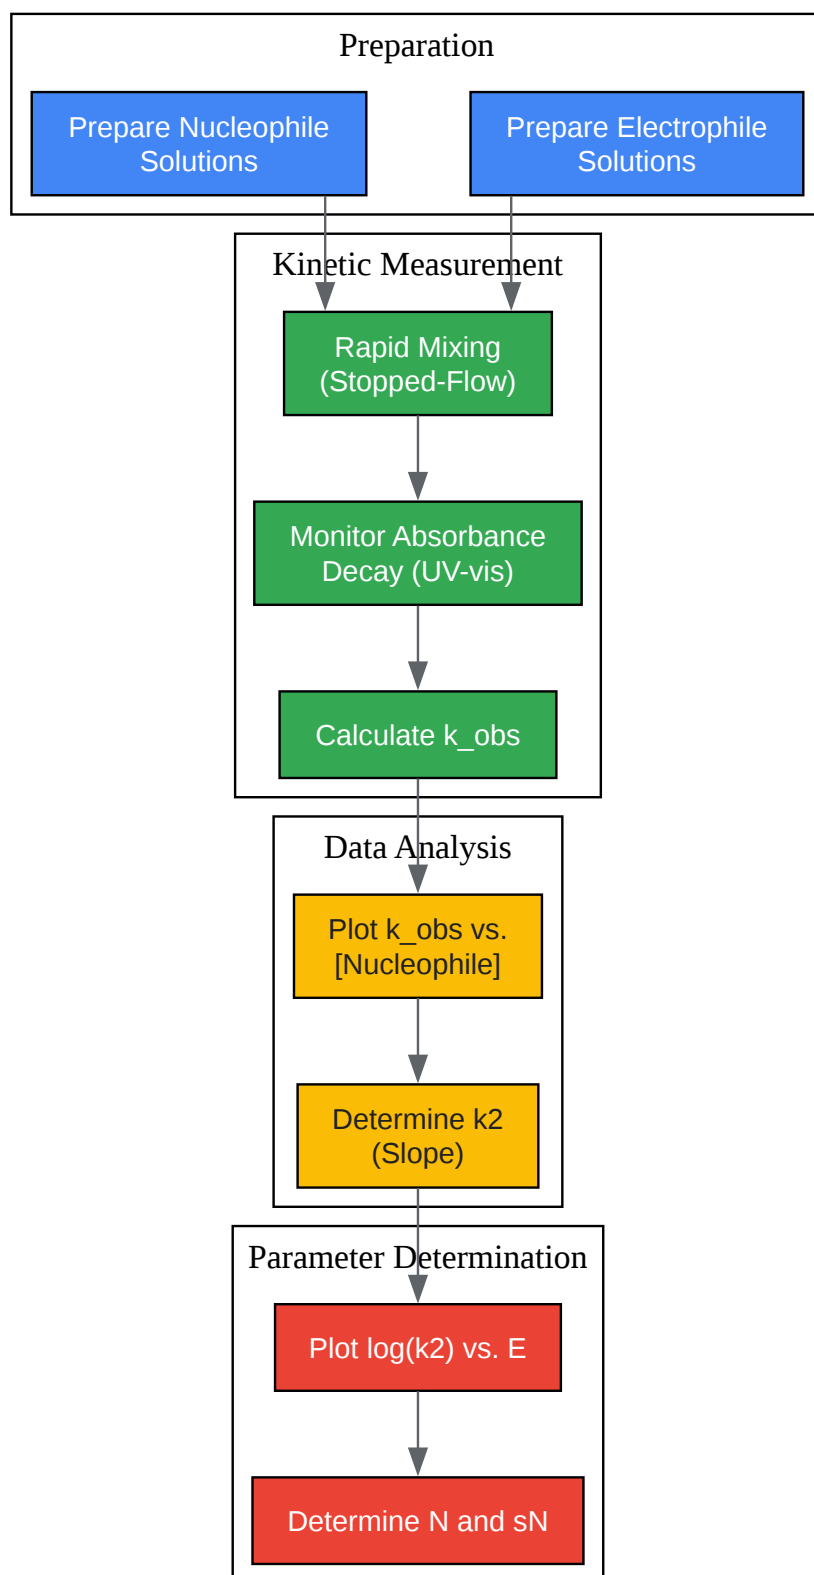 Preparation
Prepare Nucleophile
Solutions
Prepare Electrophile
Solutions
Kinetic Measurement
Rapid Mixing
(Stopped-Flow)
Monitor Absorbance
Decay (UV-vis)
Calculate k_obs
Data Analysis
Plot k_obs vs.
[Nucleophile]
Determine k2
(Slope)
Parameter Determination
Plot log(k2) vs. E
Determine N and sN